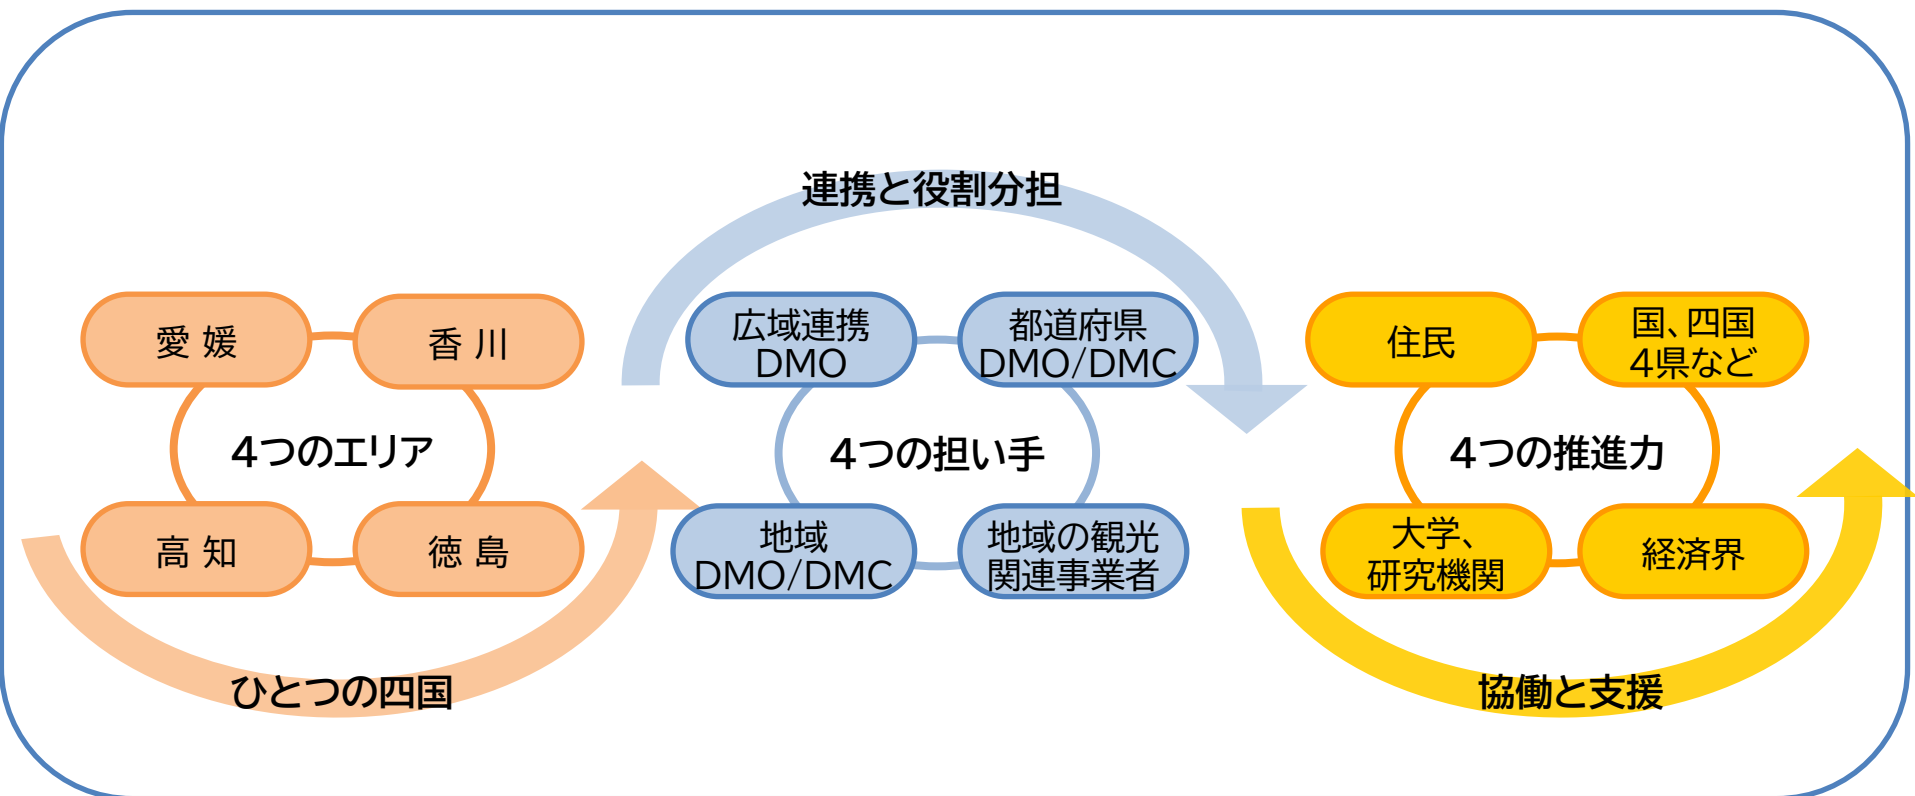 連携と役割分担
愛媛
香川
4つのエリア
高知
徳島
ひとつの四国
広域連携
DMO
都道府県
DMO/DMC
4つの担い手
地域
DMO/DMC
地域の観光
関連事業者
住民
国、四国
4県など
4つの推進力
大学、
研究機関
経済界
協働と支援